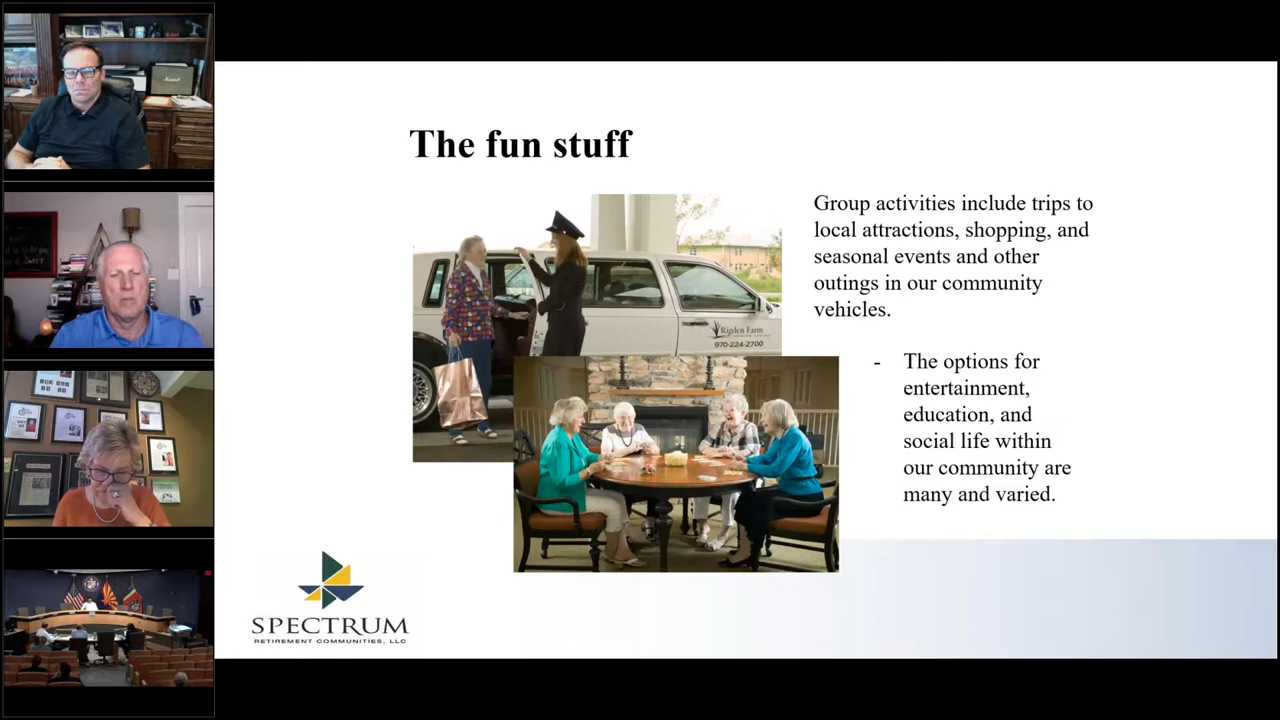 The fun stuff
Group activities include trips to
local attractions, shopping, and
seasonal events and other
outings in our community
vehicles.
- The options for
entertainment,
education, and
social life within
our community are
many and varied.
Rigden Farm
970-224-2700
SPECTRUM
RETIREMENT COMMUNITIES, LLC
Marshall